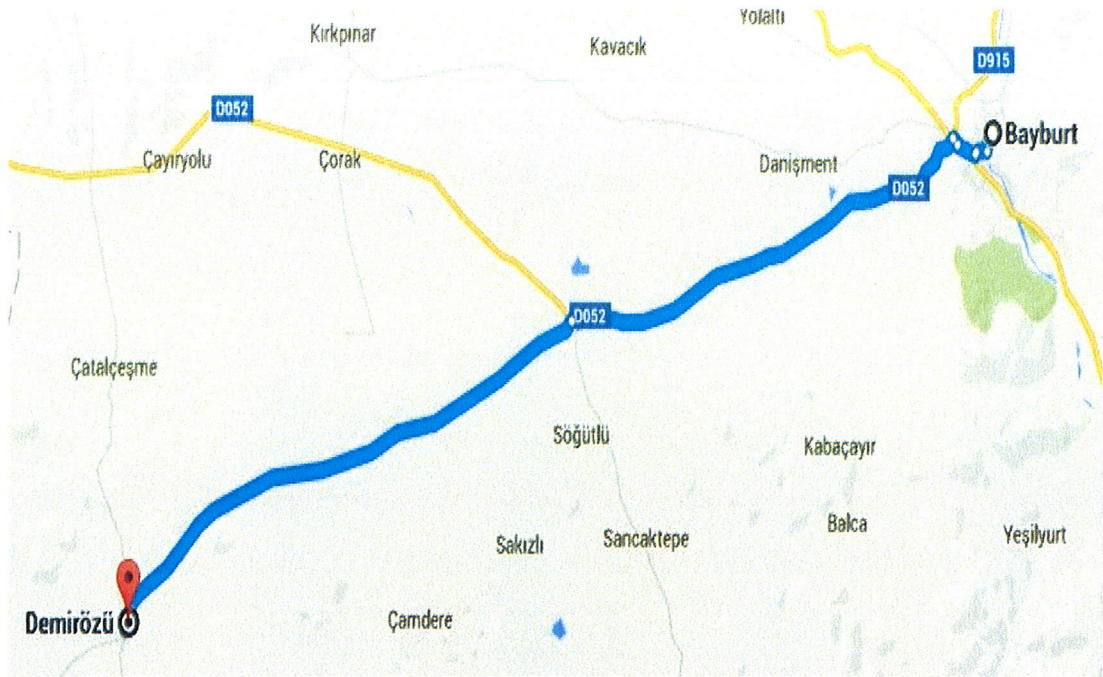 Yolaltı
Kırkpınar
Kavacık
D915
D052
Bayburt
Çayıryolu
Çorak
Danişment
D052
D052
Çatalçeşme
Söğütlü
Kabaçayır
Balca
Sakızlı
Sancaktepe
Yeşilyurt
Demirözü
Çamdere